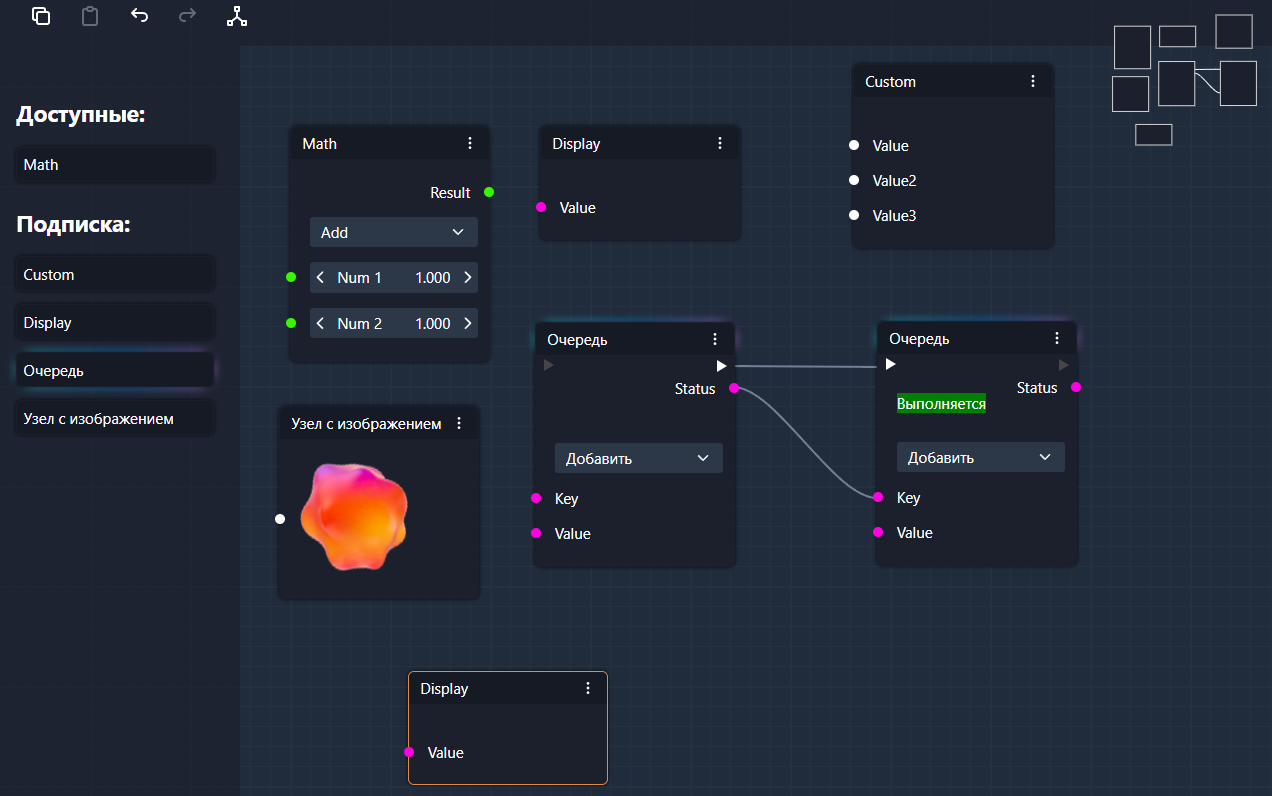 Доступные:
Math
Подписка:
Custom
Display
Очередь
Узел с изображением
Math
Result
Add
Num 1 1.000
Num 2 1.000
Display
Value
Custom
Value
Value2
Value3
Узел с изображением
Очередь
Status
Добавить
Key
Value
Очередь
Status
Выполняется
Добавить
Key
Value
Display
Value